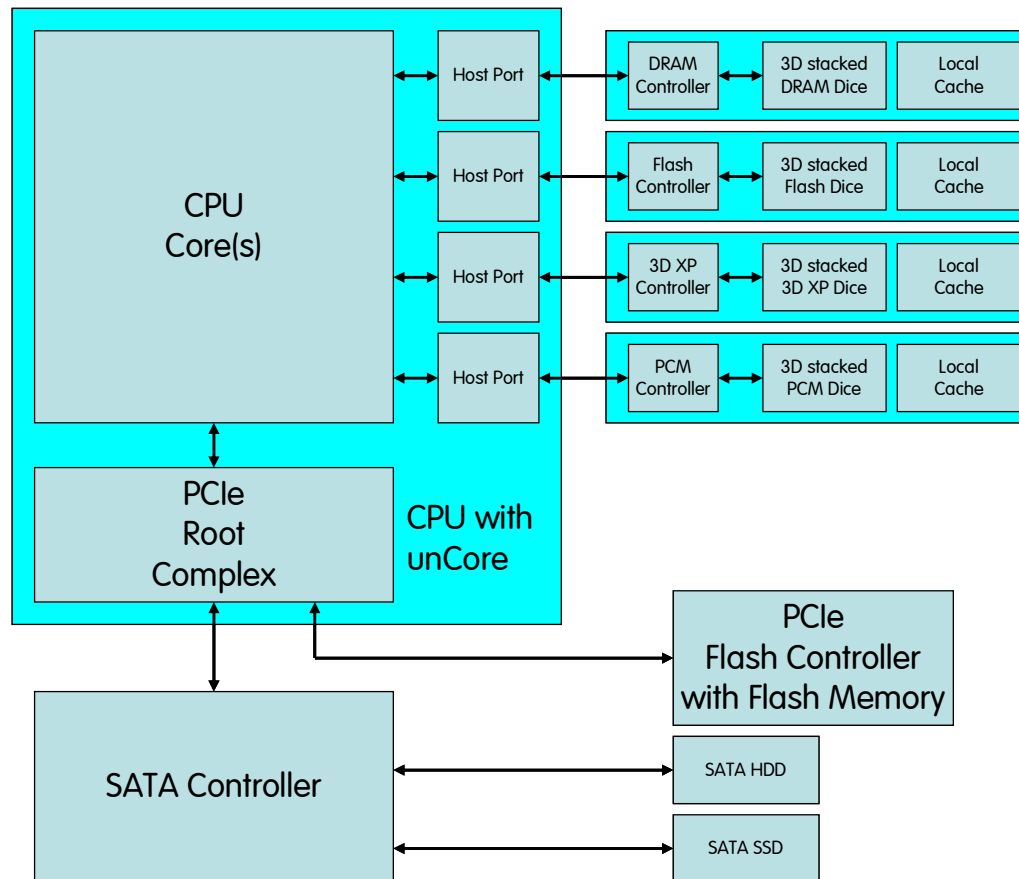 CPU
Core(s)
Host Port
DRAM
Controller
3D stacked
DRAM Dice
Local
Cache
Host Port
Flash
Controller
3D stacked
Flash Dice
Local
Cache
Host Port
3D XP
Controller
3D stacked
3D XP Dice
Local
Cache
Host Port
PCM
Controller
3D stacked
PCM Dice
Local
Cache
PCIe
Root
Complex
CPU with
unCore
PCIe
Flash Controller
with Flash Memory
SATA Controller
SATA HDD
SATA SSD